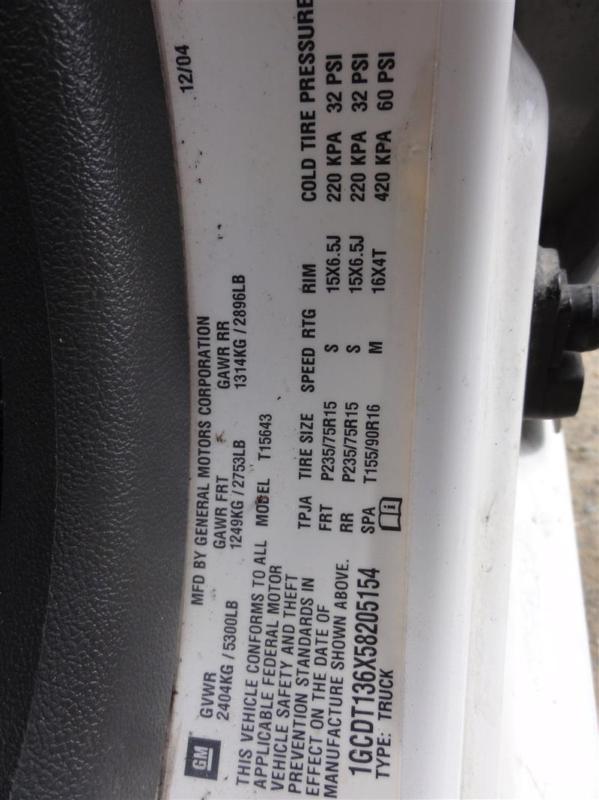 MFD BY GENERAL MOTORS CORPORATION 12/04
GM
GVWR GAWR FRT GAWR RR
2404KG / 5300LB 1249KG / 2753LB 1314KG / 2896LB
THIS VEHICLE CONFORMS TO ALL MODEL T15643
APPLICABLE FEDERAL MOTOR
VEHICLE SAFETY AND THEFT
PREVENTION STANDARDS IN
EFFECT ON THE DATE OF
MANUFACTURE SHOWN ABOVE.
1GCDT136X58205154
TYPE: TRUCK
TPJA TIRE SIZE SPEED RTG RIM COLD TIRE PRESSURE
FRT P235/75R15 S 15X6.5J 220 KPA 32 PSI
RR P235/75R15 S 15X6.5J 220 KPA 32 PSI
SPA T155/90R16 M 16X4T 420 KPA 60 PSI